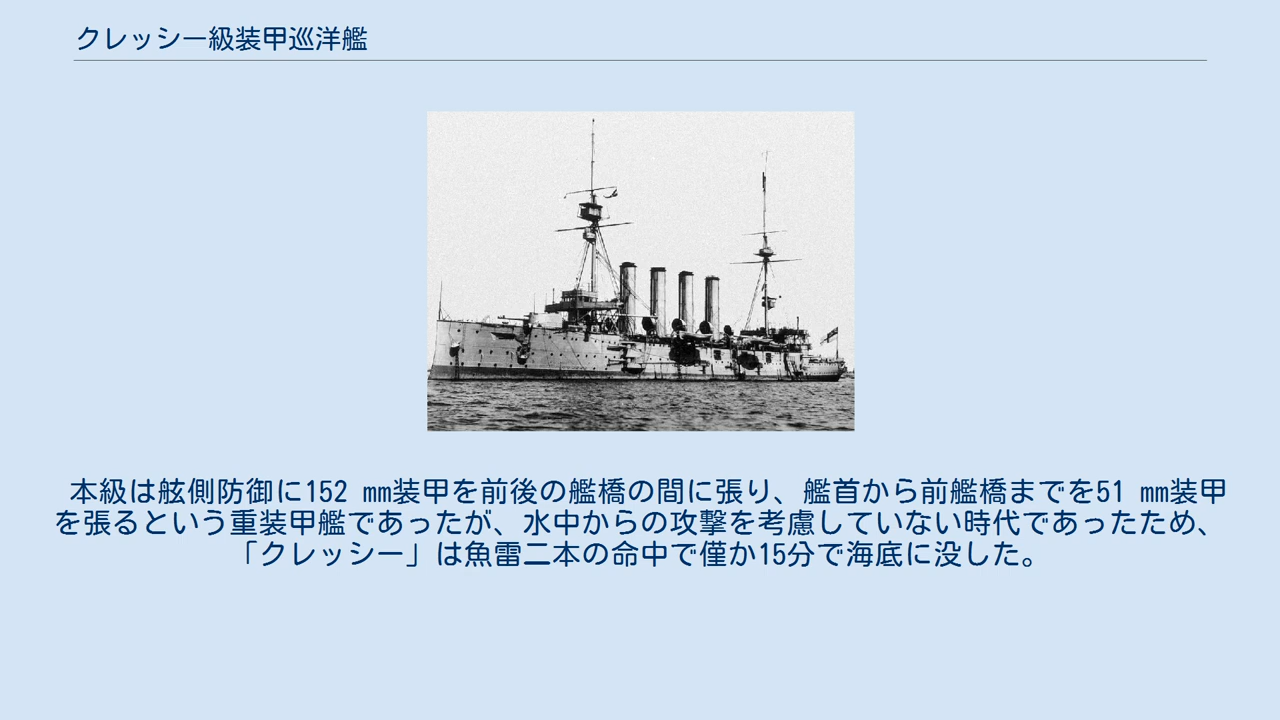 クレッシー級装甲巡洋艦
本級は舷側防御に152 mm装甲を前後の艦橋の間に張り、艦首から前艦橋までを51 mm装甲
を張るという重装甲艦であったが、水中からの攻撃を考慮していない時代であったため、
「クレッシー」は魚雷二本の命中で僅か15分で海底に没した。